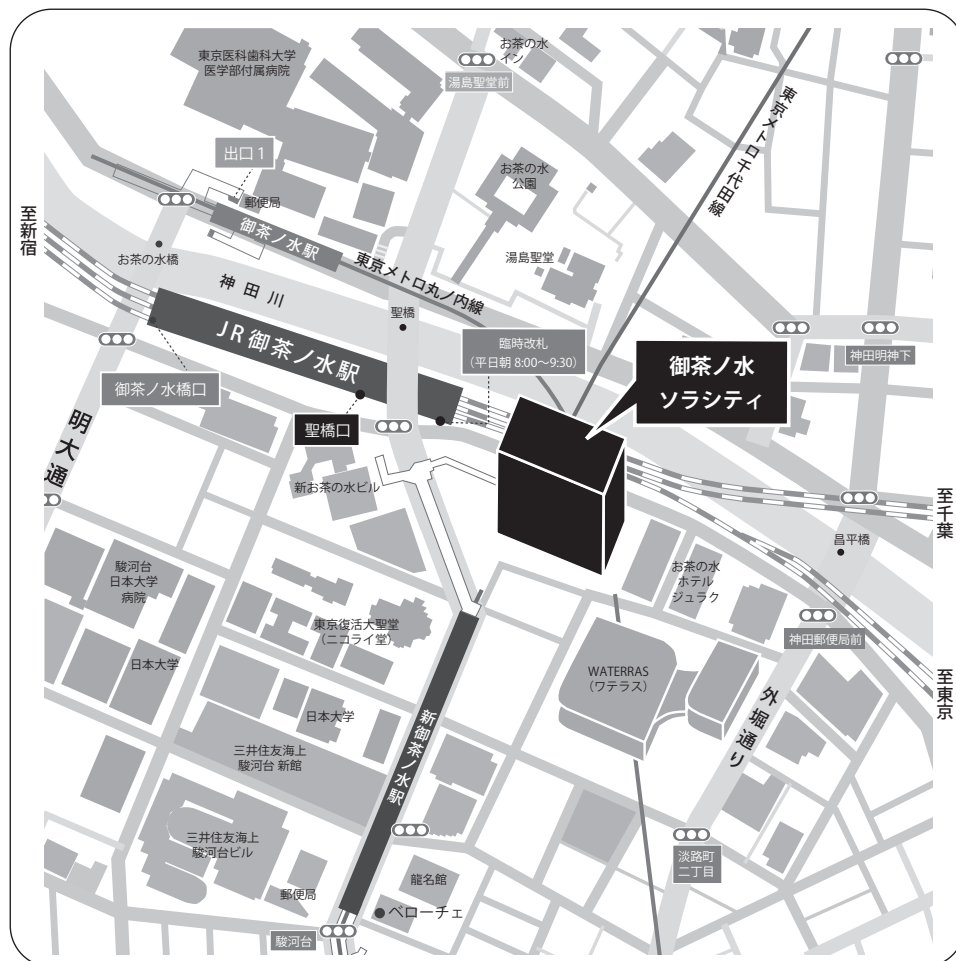 東京医科歯科大学
医学部付属病院
お茶の水
イン
湯島聖堂前
東京メトロ千代田線
出口1
郵便局
お茶の水
公園
至新宿
御茶ノ水駅
お茶の水橋
東京メトロ丸ノ内線
湯島聖堂
神田川
聖橋
JR御茶ノ水駅
臨時改札
(平日朝 8:00～9:30)
御茶ノ水
ソラシティ
神田明神下
御茶ノ水橋口
聖橋口
明大通
新お茶の水ビル
至千葉
昌平橋
駿河台
日本大学
病院
お茶の水
ホテル
ジュラク
東京復活大聖堂
(ニコライ堂)
神田郵便局前
日本大学
WATERRAS
(ワテラス)
至東京
日本大学
外堀通り
新御茶ノ水駅
三井住友海上
駿河台 新館
三井住友海上
駿河台ビル
淡路町
二丁目
郵便局
龍名館
ベローチェ
駿河台